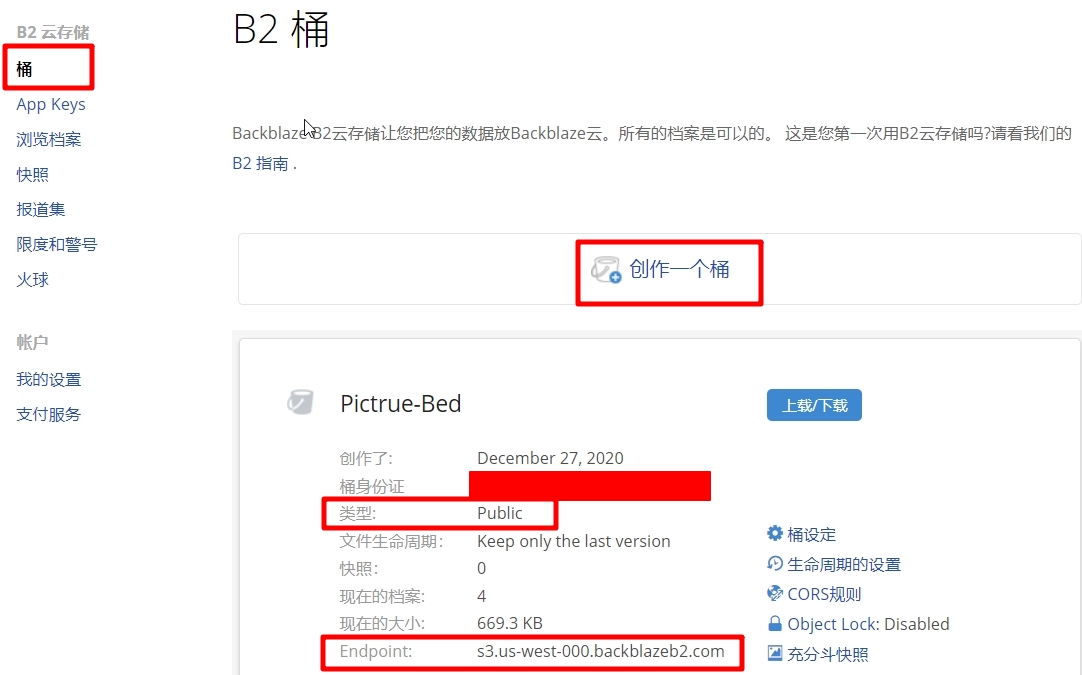 B2 云存储
桶
App Keys
浏览档案
快照
报道集
限度和警号
火球
帐户
我的设置
支付服务
B2 桶
Backblaze B2云存储让您把您的数据放Backblaze云。所有的档案是可以的。 这是您第一次用B2云存储吗?请看我们的
B2 指南 .
创作一个桶
Pictrue-Bed
上载/下载
创作了: December 27, 2020
桶身份证
类型: Public
文件生命周期: Keep only the last version
快照: 0
现在的档案: 4
现在的大小: 669.3 KB
Endpoint: s3.us-west-000.backblazeb2.com
桶设定
生命周期的设置
CORS规则
Object Lock: Disabled
充分斗快照